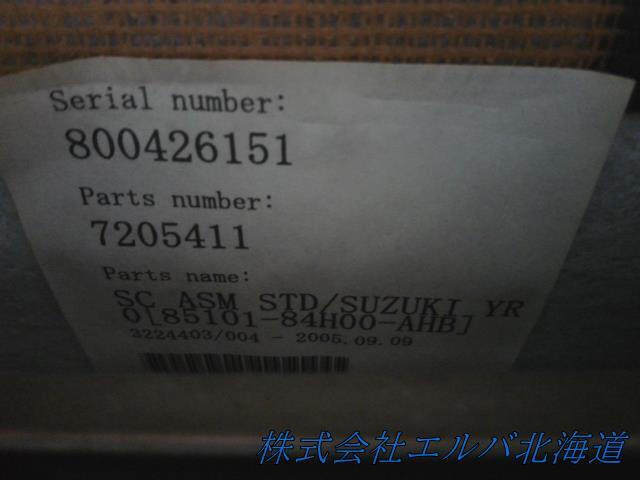 Serial number:
800426151
Parts number:
7205411
Parts name:
SC ASM STD/SUZUKI YR
0[85101-84H00-AHB]
3224403/004 - 2005.09.09
株式会社エルバ北海道